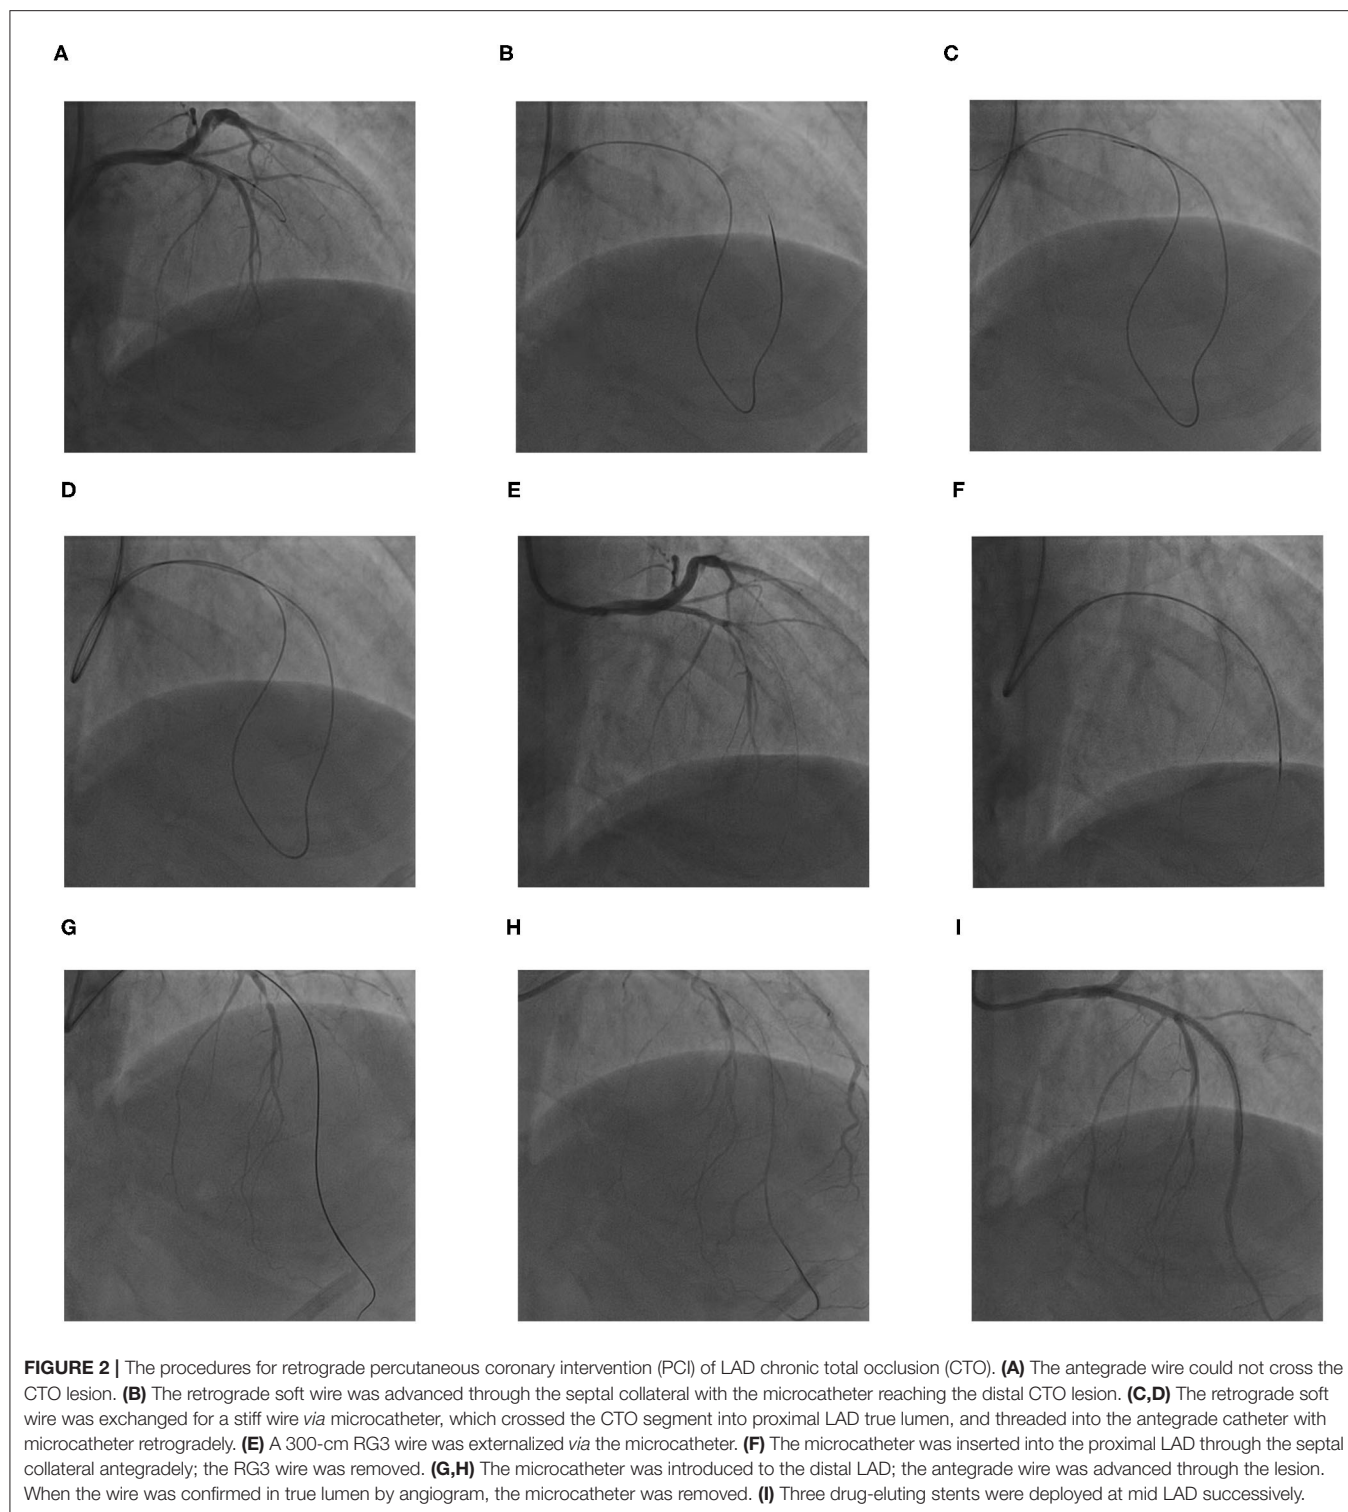 A
B
C
D
E
F
G
H
I
FIGURE 2 | The procedures for retrograde percutaneous coronary intervention (PCI) of LAD chronic total occlusion (CTO). (A) The antegrade wire could not cross the
CTO lesion. (B) The retrograde soft wire was advanced through the septal collateral with the microcatheter reaching the distal CTO lesion. (C,D) The retrograde soft
wire was exchanged for a stiff wire via microcatheter, which crossed the CTO segment into proximal LAD true lumen, and threaded into the antegrade catheter with
microcatheter retrogradely. (E) A 300-cm RG3 wire was externalized via the microcatheter. (F) The microcatheter was inserted into the proximal LAD through the septal
collateral antegradely; the RG3 wire was removed. (G,H) The microcatheter was introduced to the distal LAD; the antegrade wire was advanced through the lesion.
When the wire was confirmed in true lumen by angiogram, the microcatheter was removed. (I) Three drug-eluting stents were deployed at mid LAD successively.